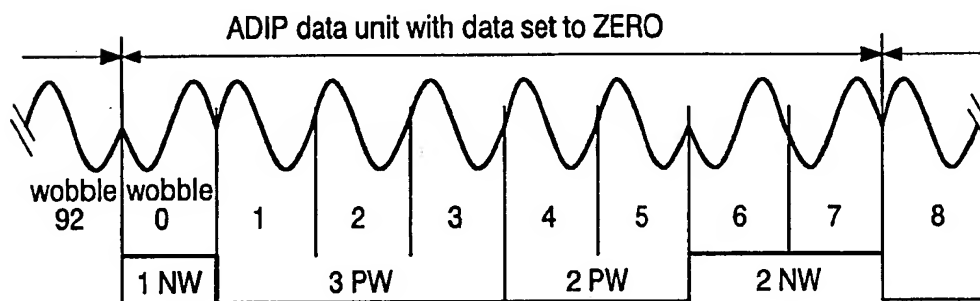 ADIP data unit with data set to ZERO
wobble wobble
92 0 1 2 3 4 5 6 7 8
1 NW 3 PW 2 PW 2 NW